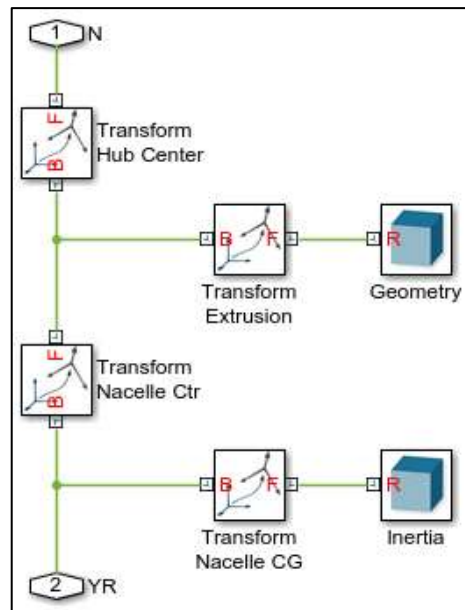 1 N
F
Transform
Hub Center
B
B F
R
Transform
Extrusion
Geometry
F
Transform
Nacelle Ctr
B
B F
R
Transform
Nacelle CG
Inertia
2 YR